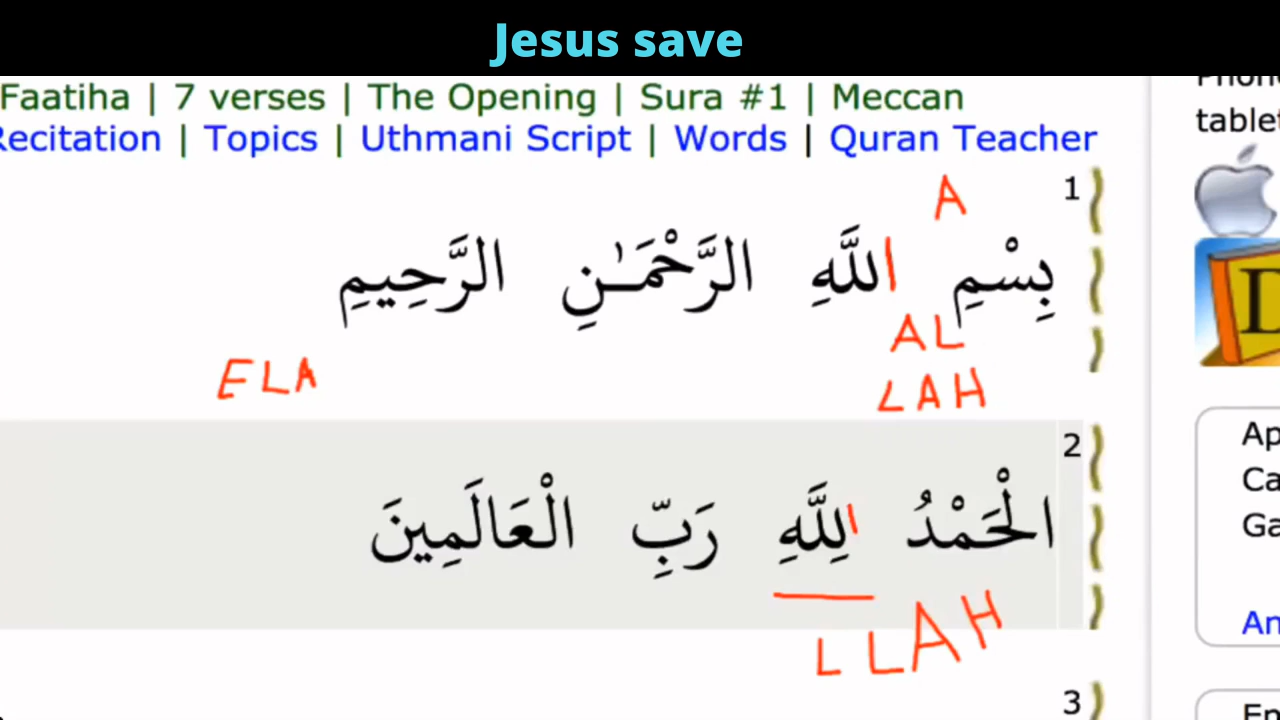 Jesus save
Faatiha | 7 verses | The Opening | Sura #1 | Meccan
Recitation | Topics | Uthmani Script | Words | Quran Teacher
1
A
بِسْمِ اللَّهِ الرَّحْمَـٰنِ الرَّحِيمِ
AL
LAH
ELA
2
الْحَمْدُ الِلَّهِ رَبِّ الْعَالَمِينَ
LLAH
3